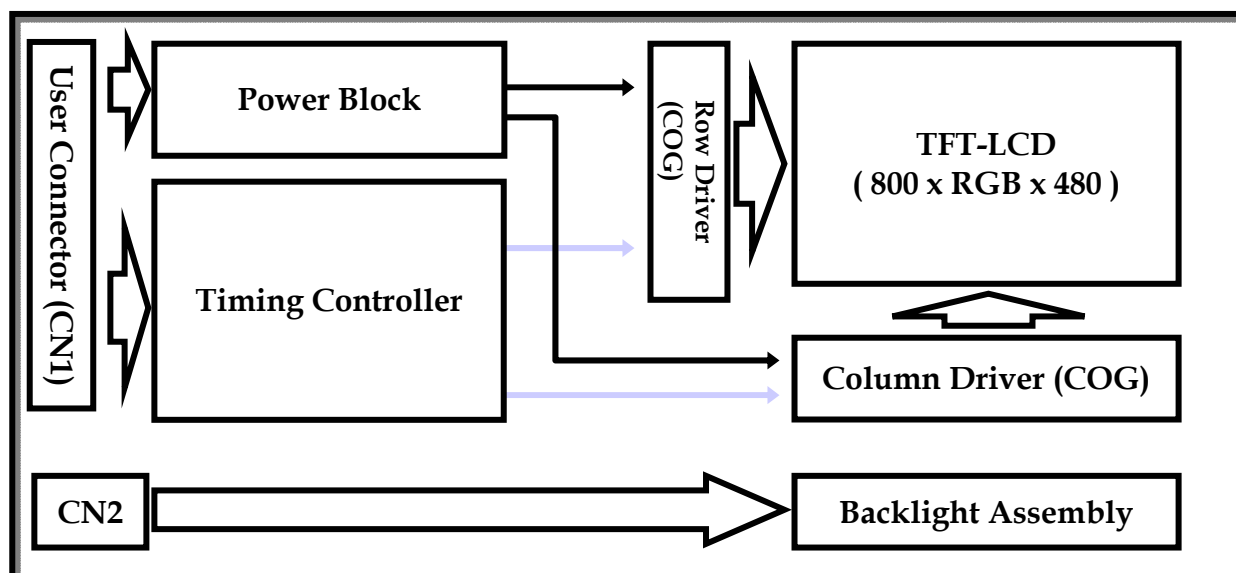 User Connector (CN1)
Power Block
Row Driver
(COG)
TFT-LCD
( 800 x RGB x 480 )
Timing Controller
Column Driver (COG)
CN2
Backlight Assembly